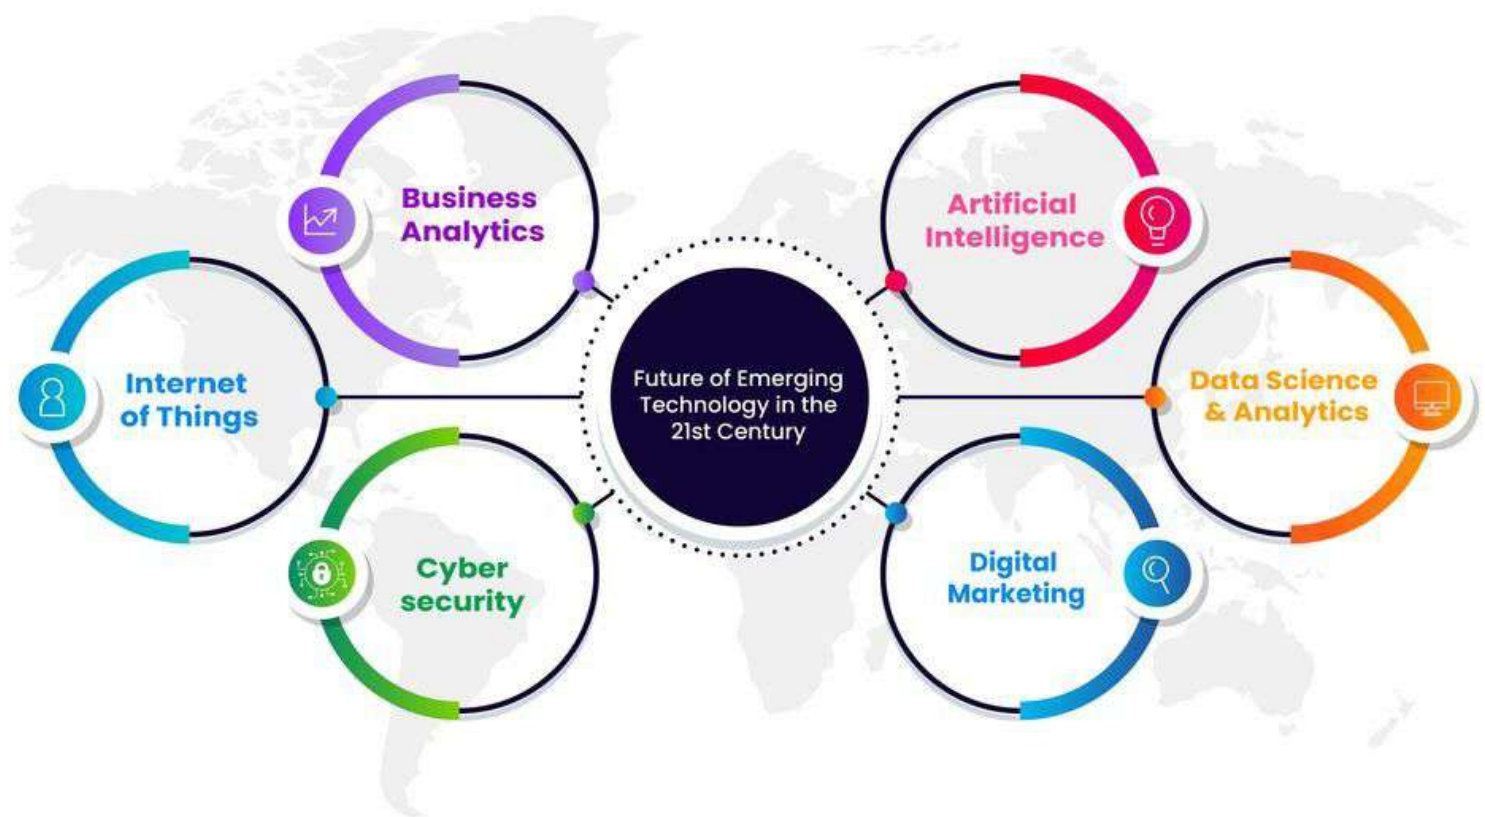 Business
Analytics
Artificial
Intelligence
Internet
of Things
Future of Emerging
Technology in the
21st Century
Data Science
& Analytics
Cyber
security
Digital
Marketing